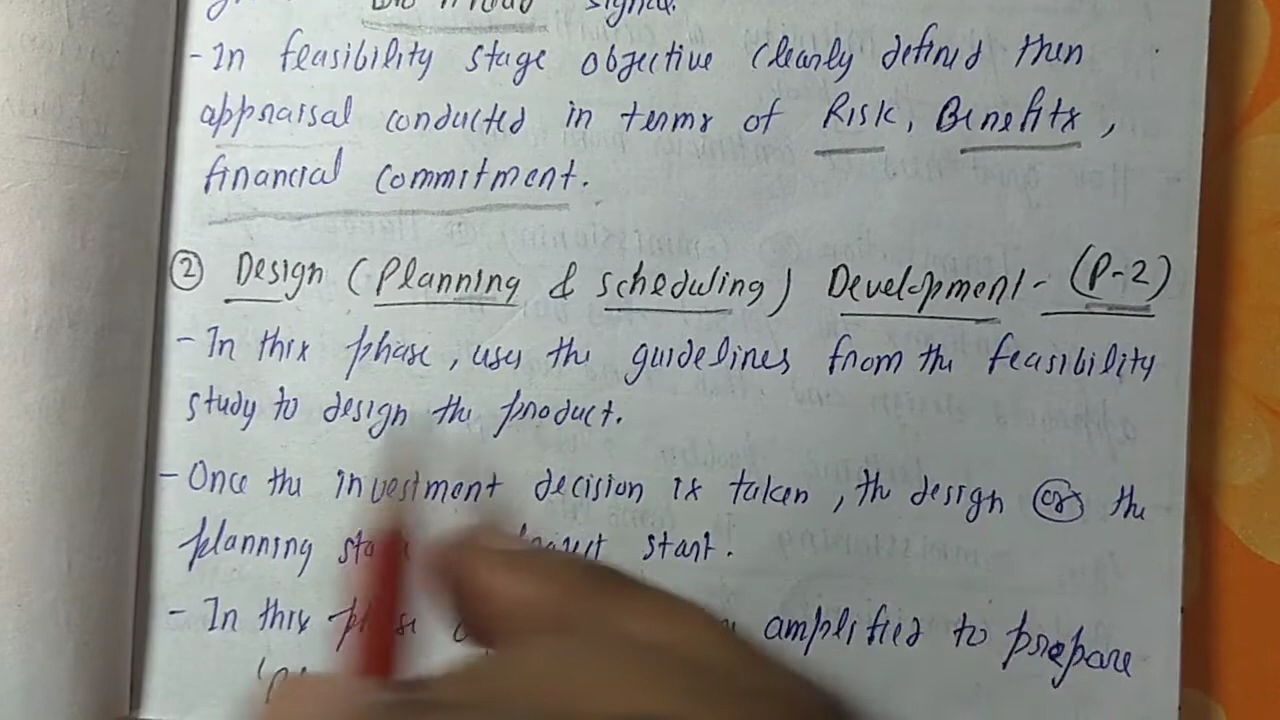 signal.
- In feasibility stage objective clearly defined then
appraisal conducted in terms of Risk, Benefits,
financial commitment.
② Design (Planning & scheduling) Development - (P-2)
- In this phase, uses the guidelines from the feasibility
study to design the product.
- Once the investment decision is taken, the design (or) the
planning start.
- In this phase amplified to prepare